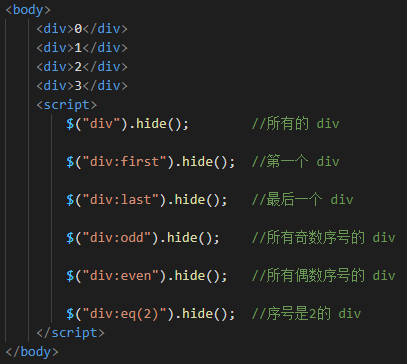 <body>
<div>0</div>
<div>1</div>
<div>2</div>
<div>3</div>
<script>
$("div").hide(); //所有的 div
$("div:first").hide(); //第一个 div
$("div:last").hide(); //最后一个 div
$("div:odd").hide(); //所有奇数序号的 div
$("div:even").hide(); //所有偶数序号的 div
$("div:eq(2)").hide(); //序号是2的 div
</script>
</body>